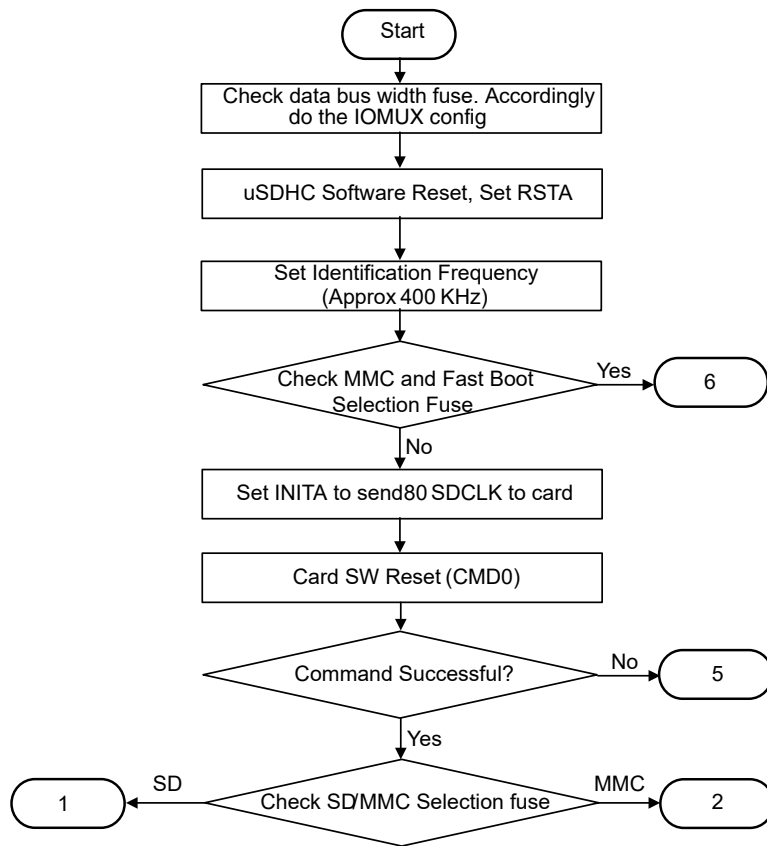 Start
Check data bus width fuse. Accordingly
do the IOMUX config
uSDHC Software Reset, Set RSTA
Set Identification Frequency
(Approx 400 KHz)
Check MMC and Fast Boot
Selection Fuse
Yes
6
No
Set INITA to send80 SDCLK to card
Card SW Reset (CMD0)
Command Successful?
No
5
Yes
1
SD
Check SD/MMC Selection fuse
MMC
2